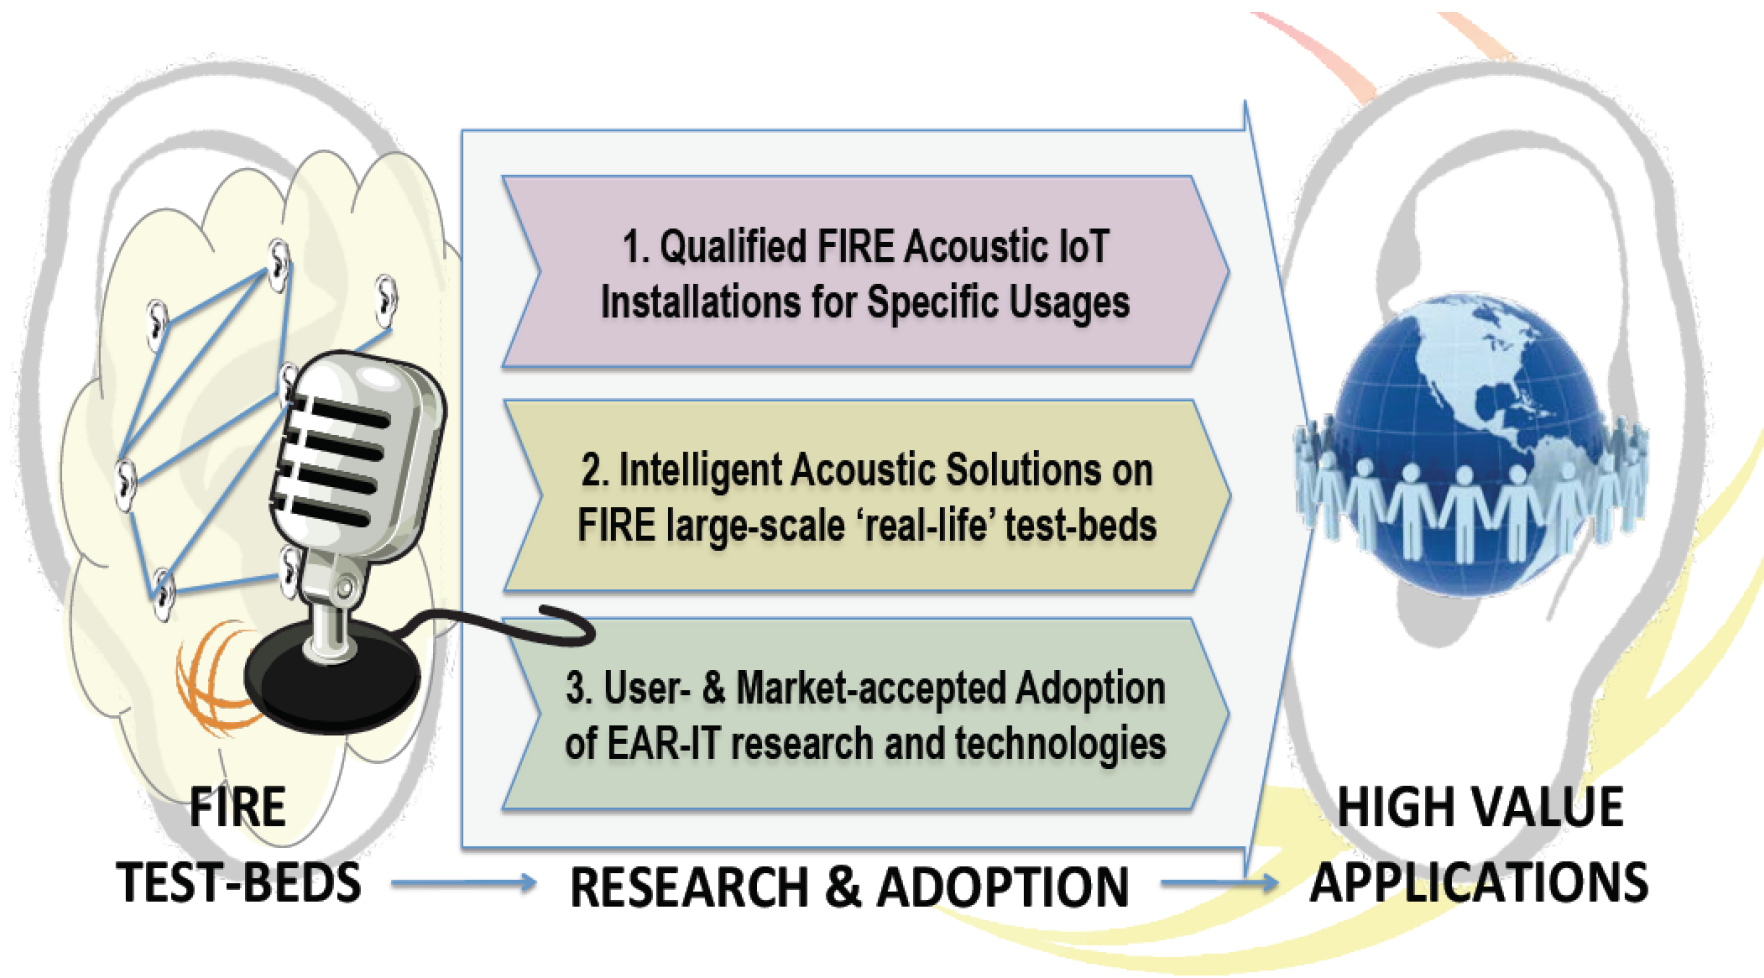 1. Qualified FIRE Acoustic IoT
Installations for Specific Usages
2. Intelligent Acoustic Solutions on
FIRE large-scale ‘real-life’ test-beds
3. User- & Market-accepted Adoption
of EAR-IT research and technologies
FIRE
TEST-BEDS
RESEARCH & ADOPTION
HIGH VALUE
APPLICATIONS